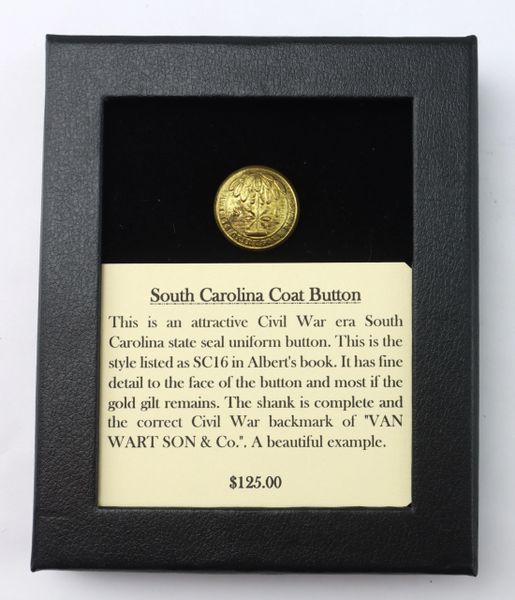 South Carolina Coat Button
This is an attractive Civil War era South
Carolina state seal uniform button. This is the
style listed as SC16 in Albert's book. It has fine
detail to the face of the button and most if the
gold gilt remains. The shank is complete and
the correct Civil War backmark of "VAN
WART SON & Co.". A beautiful example.
$125.00